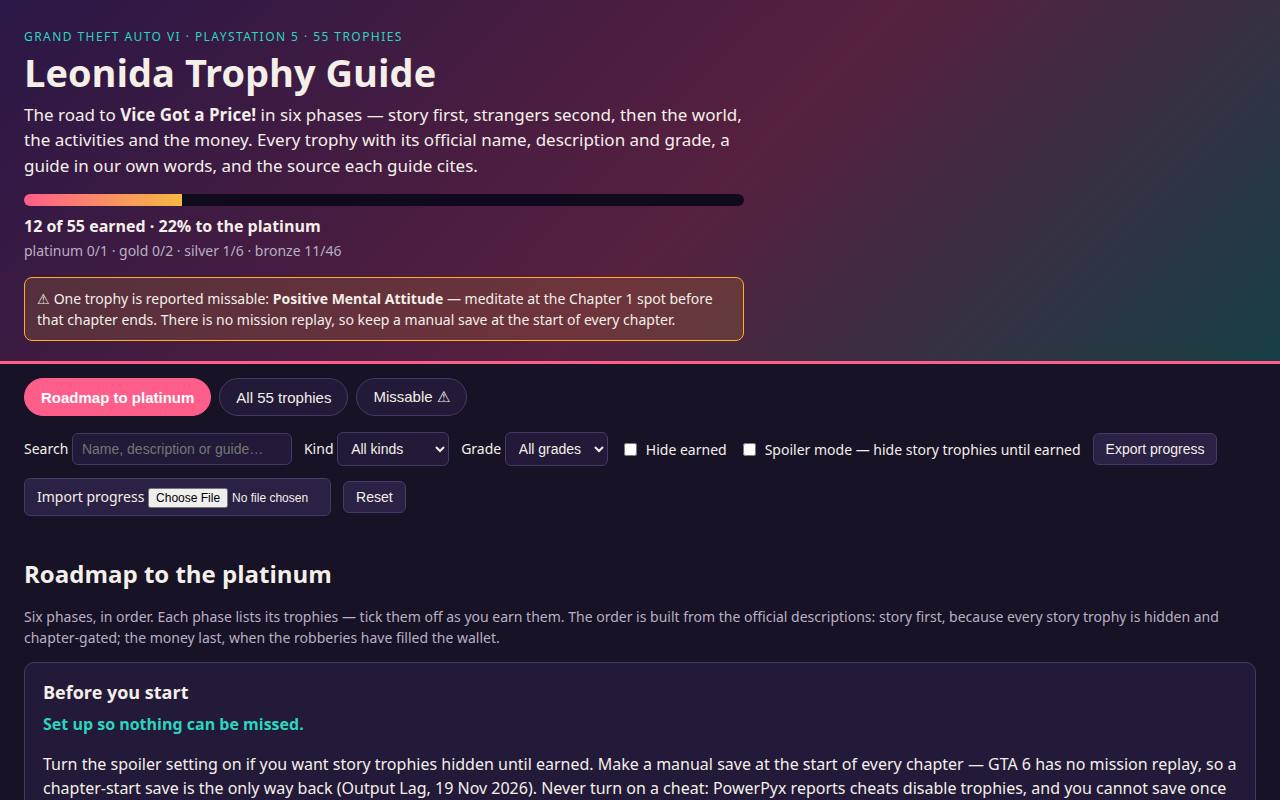 GRAND THEFT AUTO VI · PLAYSTATION 5 · 55 TROPHIES
Leonida Trophy Guide
The road to Vice Got a Price! in six phases — story first, strangers second, then the world,
the activities and the money. Every trophy with its official name, description and grade, a
guide in our own words, and the source each guide cites.
12 of 55 earned · 22% to the platinum
platinum 0/1 · gold 0/2 · silver 1/6 · bronze 11/46
⚠ One trophy is reported missable: Positive Mental Attitude — meditate at the Chapter 1 spot before
that chapter ends. There is no mission replay, so keep a manual save at the start of every chapter.
Roadmap to platinum All 55 trophies Missable ⚠
Search Name, description or guide… Kind All kinds Grade All grades Hide earned Spoiler mode — hide story trophies until earned Export progress
Import progress Choose File No file chosen Reset
Roadmap to the platinum
Six phases, in order. Each phase lists its trophies — tick them off as you earn them. The order is built from the official descriptions: story first, because every story trophy is hidden and
chapter-gated; the money last, when the robberies have filled the wallet.
Before you start
Set up so nothing can be missed.
Turn the spoiler setting on if you want story trophies hidden until earned. Make a manual save at the start of every chapter — GTA 6 has no mission replay, so a
chapter-start save is the only way back (Output Lag, 19 Nov 2026). Never turn on a cheat: PowerPyx reports cheats disable trophies, and you cannot save once